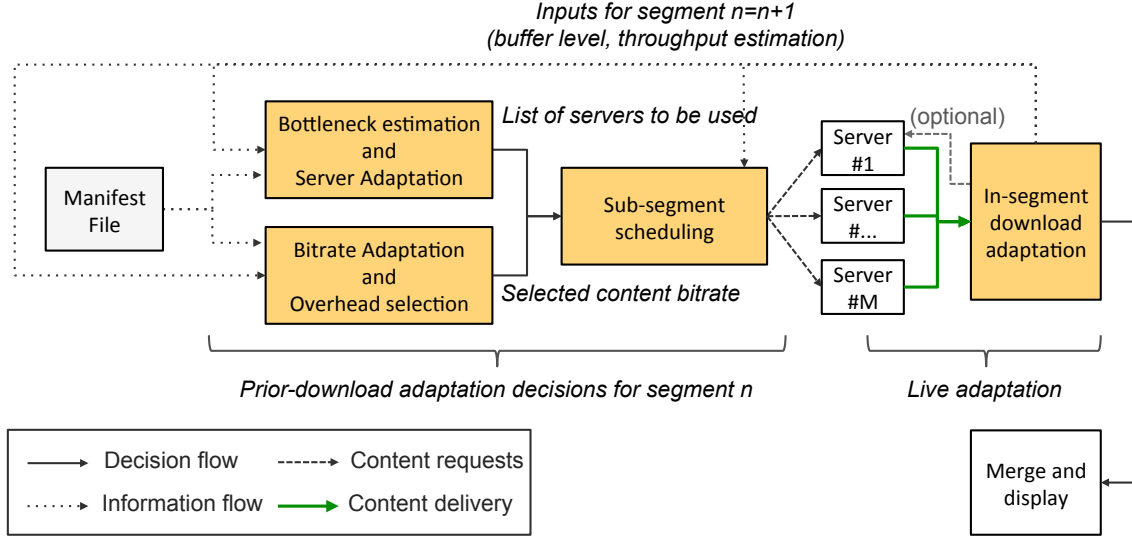 Inputs for segment n=n+1
(buffer level, throughput estimation)
Bottleneck estimation
and
Server Adaptation
List of servers to be used
Manifest
File
Bitrate Adaptation
and
Overhead selection
Selected content bitrate
Sub-segment
scheduling
Server
#1
Server
#...
Server
#M
(optional)
In-segment
download
adaptation
Prior-download adaptation decisions for segment n
Live adaptation
Decision flow
Content requests
Information flow
Content delivery
Merge and
display